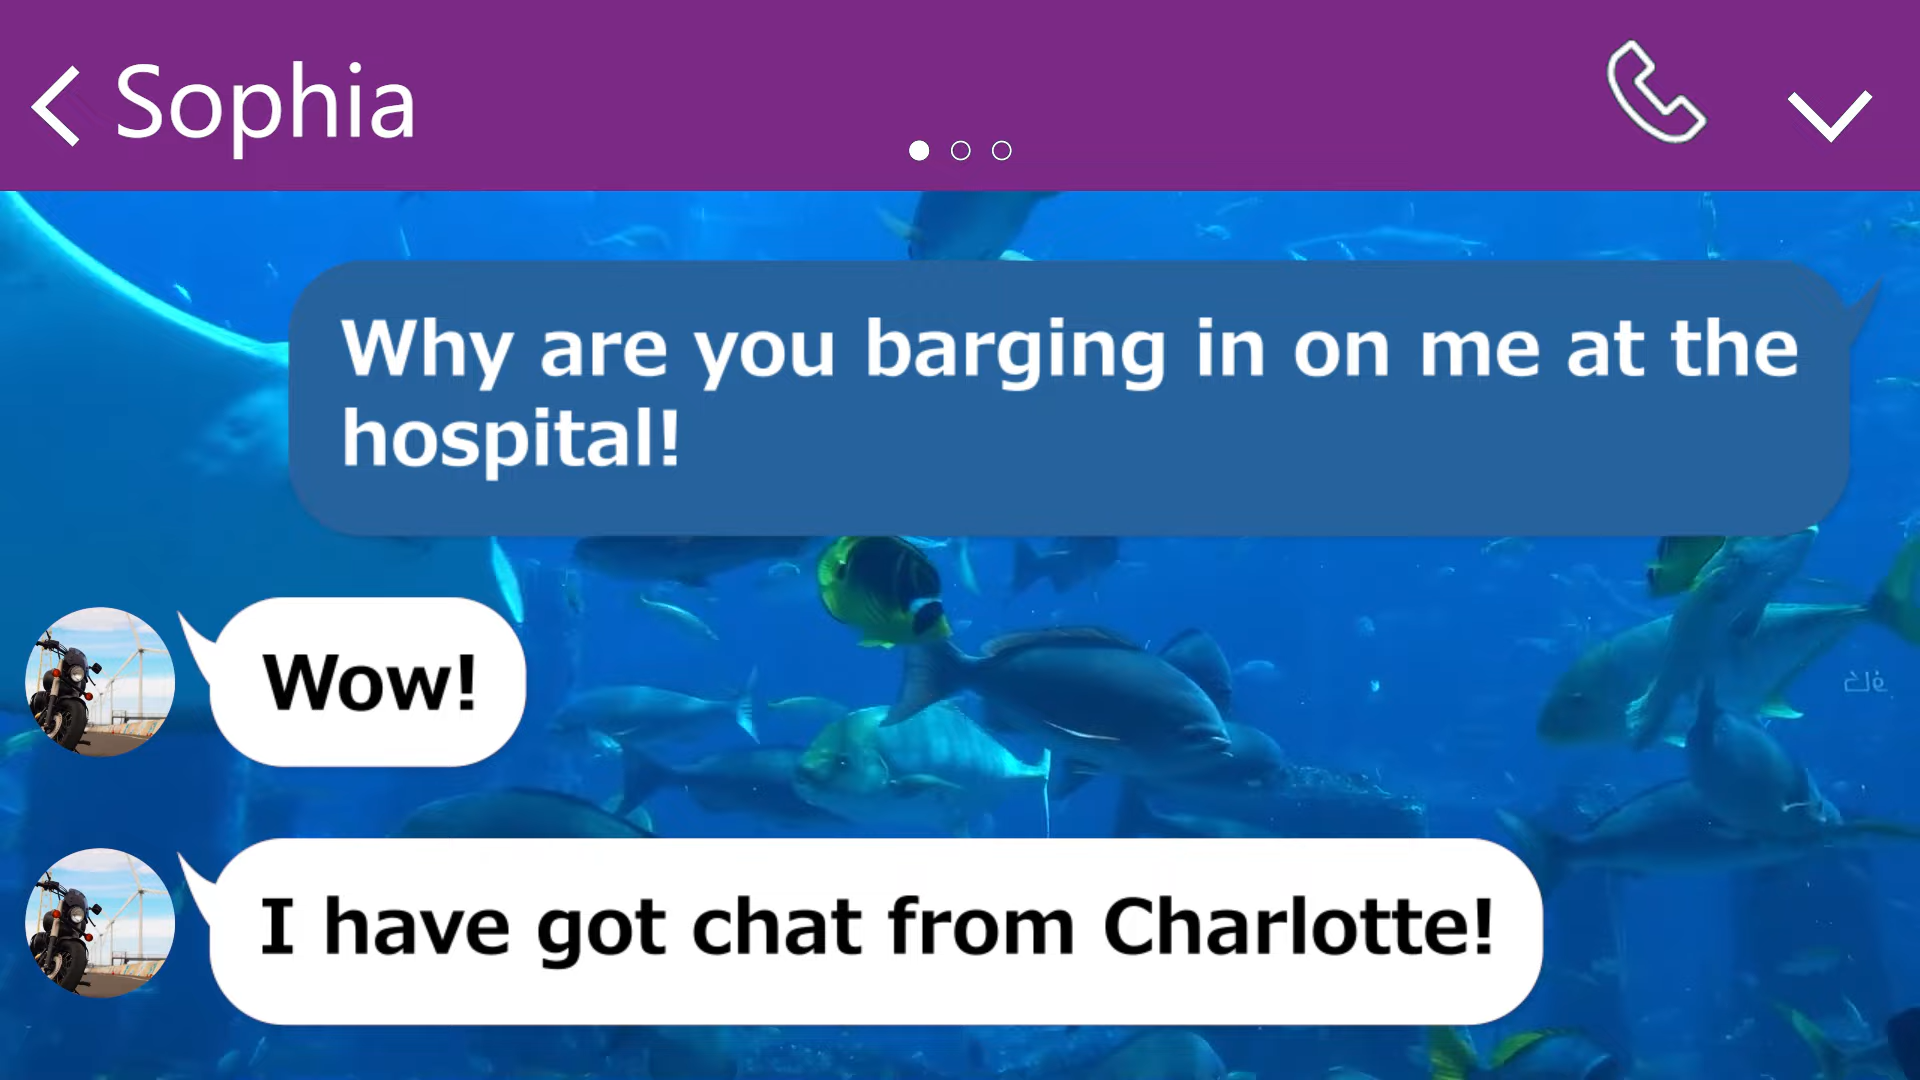 Sophia
Why are you barging in on me at the
hospital!
Wow!
I have got chat from Charlotte!